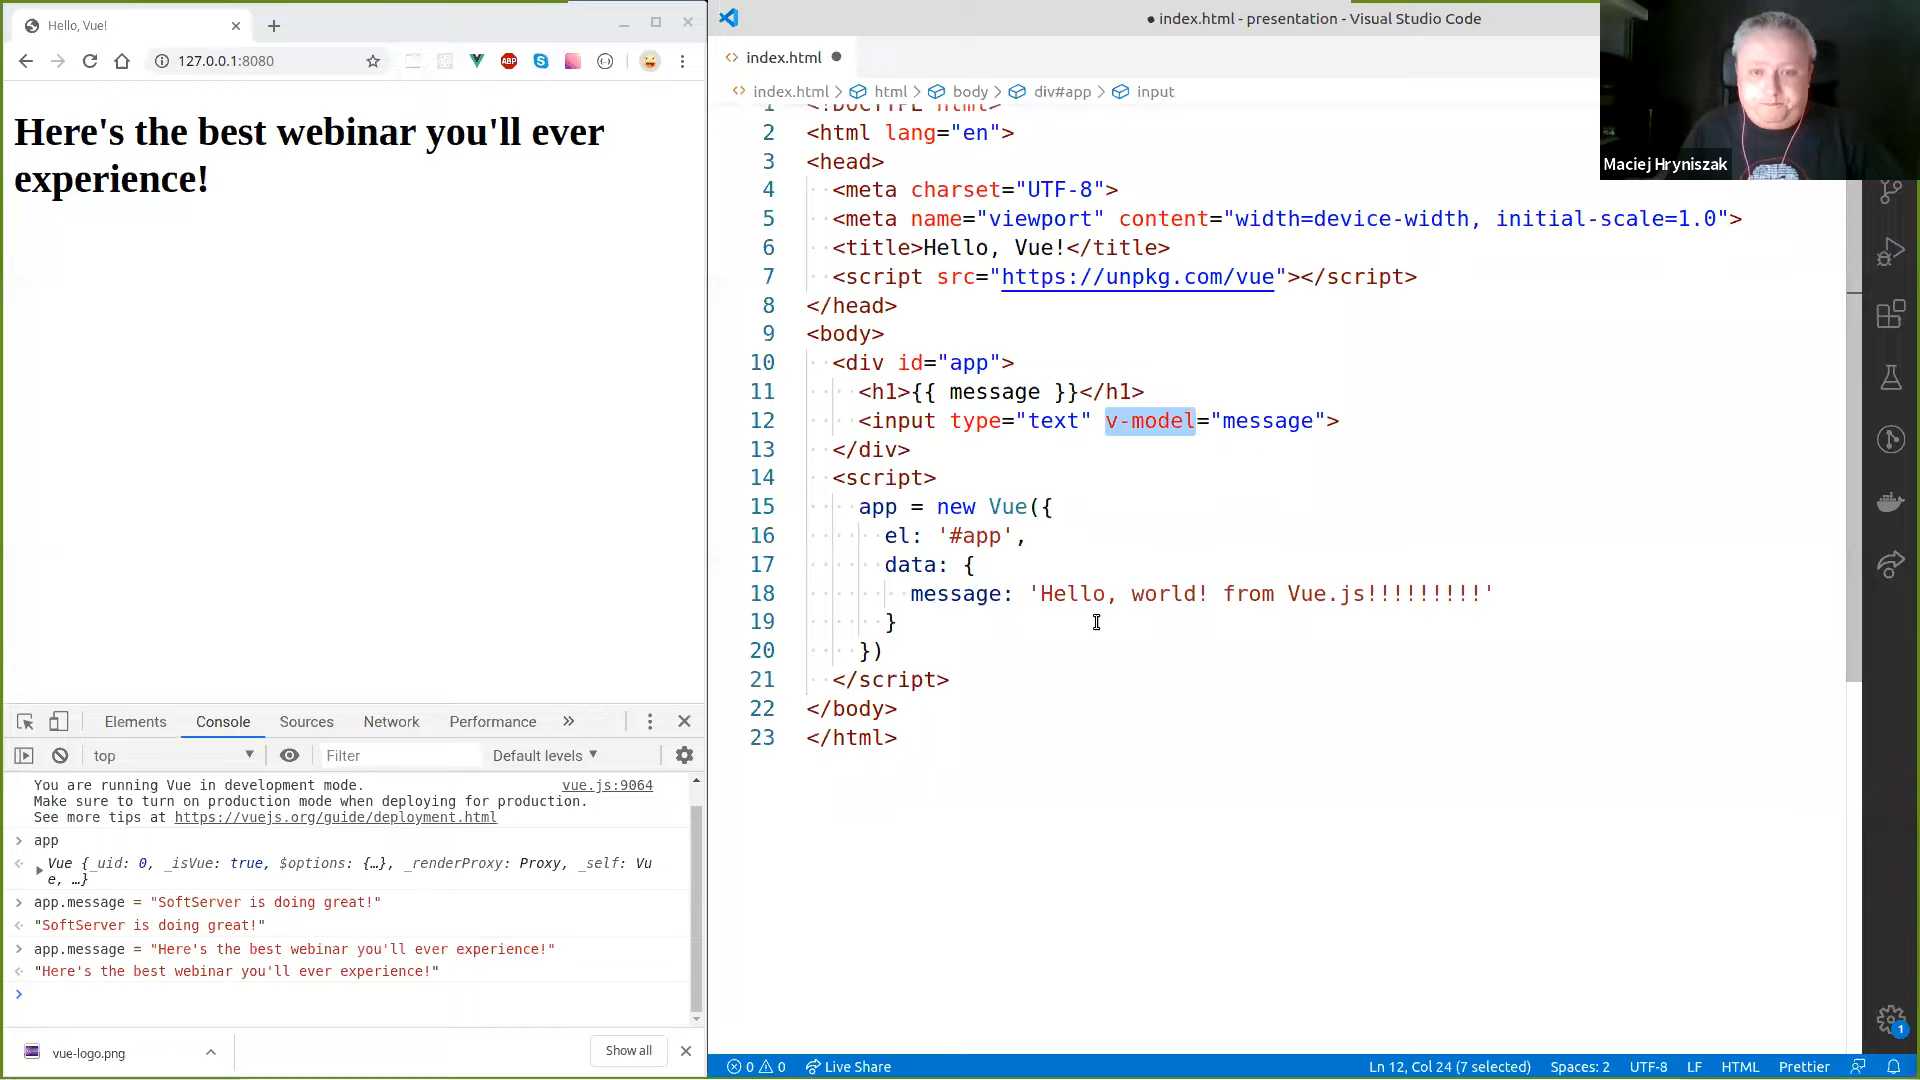 Hello, Vue!
127.0.0.1:8080
ABP
Here's the best webinar you'll ever
experience!
Elements Console Sources Network Performance »
top Filter Default levels
You are running Vue in development mode. vue.js:9064
Make sure to turn on production mode when deploying for production.
See more tips at https://vuejs.org/guide/deployment.html
> app
Vue {_uid: 0, _isVue: true, $options: {…}, _renderProxy: Proxy, _self: Vu
e, …}
> app.message = "SoftServer is doing great!"
"SoftServer is doing great!"
> app.message = "Here's the best webinar you'll ever experience!"
"Here's the best webinar you'll ever experience!"
>
vue-logo.png
Show all
● index.html - presentation - Visual Studio Code
index.html ●
index.html > html > body > div#app > input
1 <!DOCTYPE html>
2 <html lang="en">
3 <head>
4 <meta charset="UTF-8">
5 <meta name="viewport" content="width=device-width, initial-scale=1.0">
6 <title>Hello, Vue!</title>
7 <script src="https://unpkg.com/vue"></script>
8 </head>
9 <body>
10 <div id="app">
11 <h1>{{ message }}</h1>
12 <input type="text" v-model="message">
13 </div>
14 <script>
15 app = new Vue({
16 el: '#app',
17 data: {
18 message: 'Hello, world! from Vue.js!!!!!!!!!'
19 }
20 })
21 </script>
22 </body>
23 </html>
Maciej Hryniszak
1
0 0 Live Share
Ln 12, Col 24 (7 selected) Spaces: 2 UTF-8 LF HTML Prettier